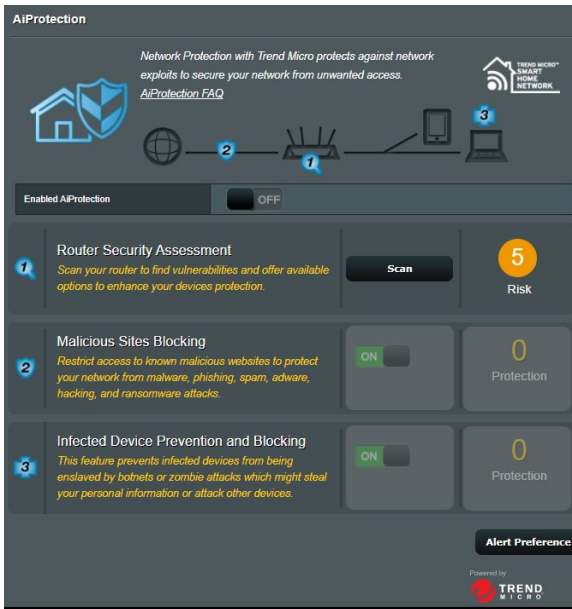 AiProtection
Network Protection with Trend Micro protects against network
exploits to secure your network from unwanted access.
AiProtection FAQ
TREND MICRO™
SMART
HOME
NETWORK
3
2
1
Enabled AiProtection
OFF
1
Router Security Assessment
Scan your router to find vulnerabilities and offer available
options to enhance your devices protection.
Scan
5
Risk
2
Malicious Sites Blocking
Restrict access to known malicious websites to protect
your network from malware, phishing, spam, adware,
hacking, and ransomware attacks.
ON
0
Protection
3
Infected Device Prevention and Blocking
This feature prevents infected devices from being
enslaved by botnets or zombie attacks which might steal
your personal information or attack other devices.
ON
0
Protection
Alert Preference
Powered by
TREND
MICRO